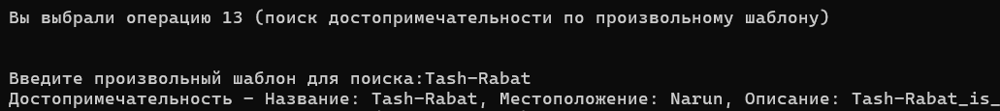 Вы выбрали операцию 13 (поиск достопримечательности по произвольному шаблону)
Введите произвольный шаблон для поиска:Tash-Rabat
Достопримечательность - Название: Tash-Rabat, Местоположение: Narun, Описание: Tash-Rabat_is_